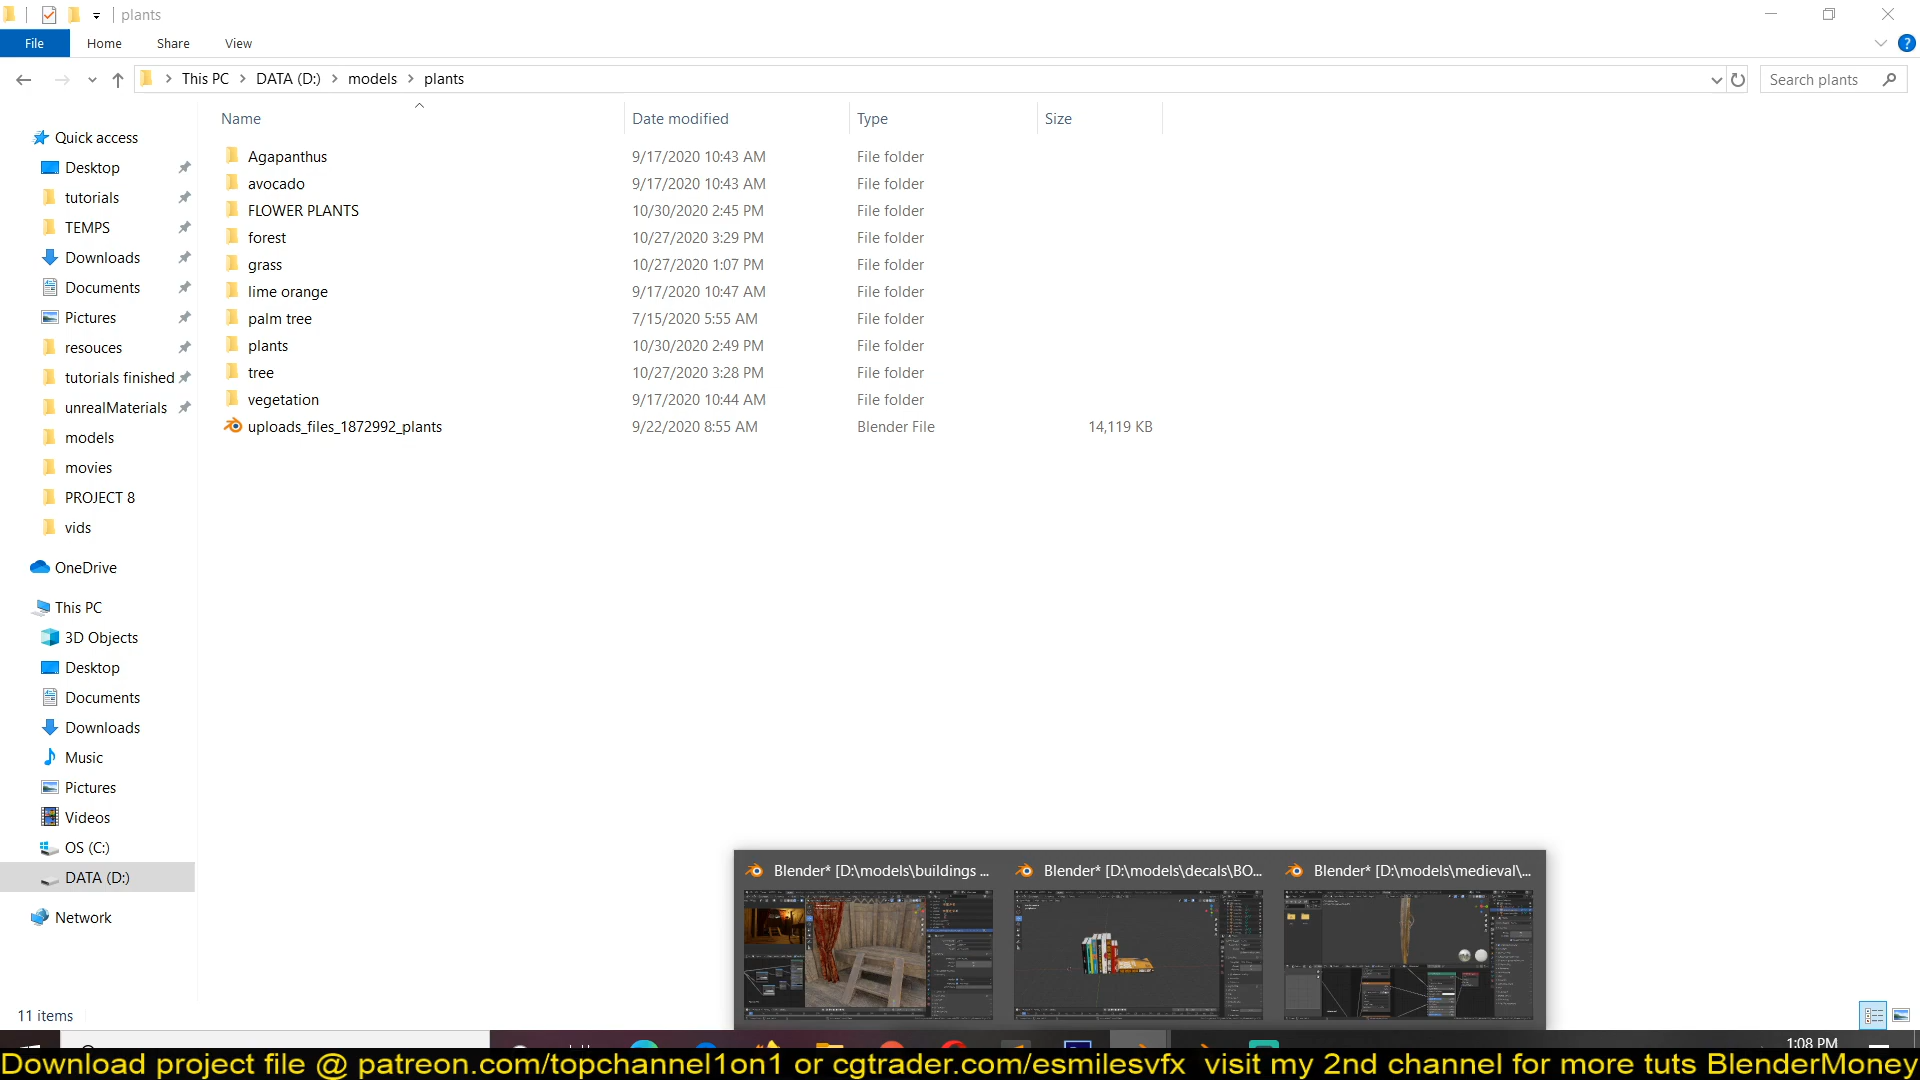 plants
File Home Share View
This PC DATA (D:) models plants
Search plants
Name Date modified Type Size
Quick access
Desktop
tutorials
TEMPS
Downloads
Documents
Pictures
resouces
tutorials finished
unrealMaterials
models
movies
PROJECT 8
vids
OneDrive
This PC
3D Objects
Desktop
Documents
Downloads
Music
Pictures
Videos
OS (C:)
DATA (D:)
Network
Agapanthus 9/17/2020 10:43 AM File folder
avocado 9/17/2020 10:43 AM File folder
FLOWER PLANTS 10/30/2020 2:45 PM File folder
forest 10/27/2020 3:29 PM File folder
grass 10/27/2020 1:07 PM File folder
lime orange 9/17/2020 10:47 AM File folder
palm tree 7/15/2020 5:55 AM File folder
plants 10/30/2020 2:49 PM File folder
tree 10/27/2020 3:28 PM File folder
vegetation 9/17/2020 10:44 AM File folder
uploads_files_1872992_plants 9/22/2020 8:55 AM Blender File 14,119 KB
Blender* [D:\models\buildings ...
Blender* [D:\models\decals\BO...
Blender* [D:\models\medieval\...
11 items
1:08 PM
Download project file @ patreon.com/topchannel1on1 or cgtrader.com/esmilesvfx visit my 2nd channel for more tuts BlenderMoney